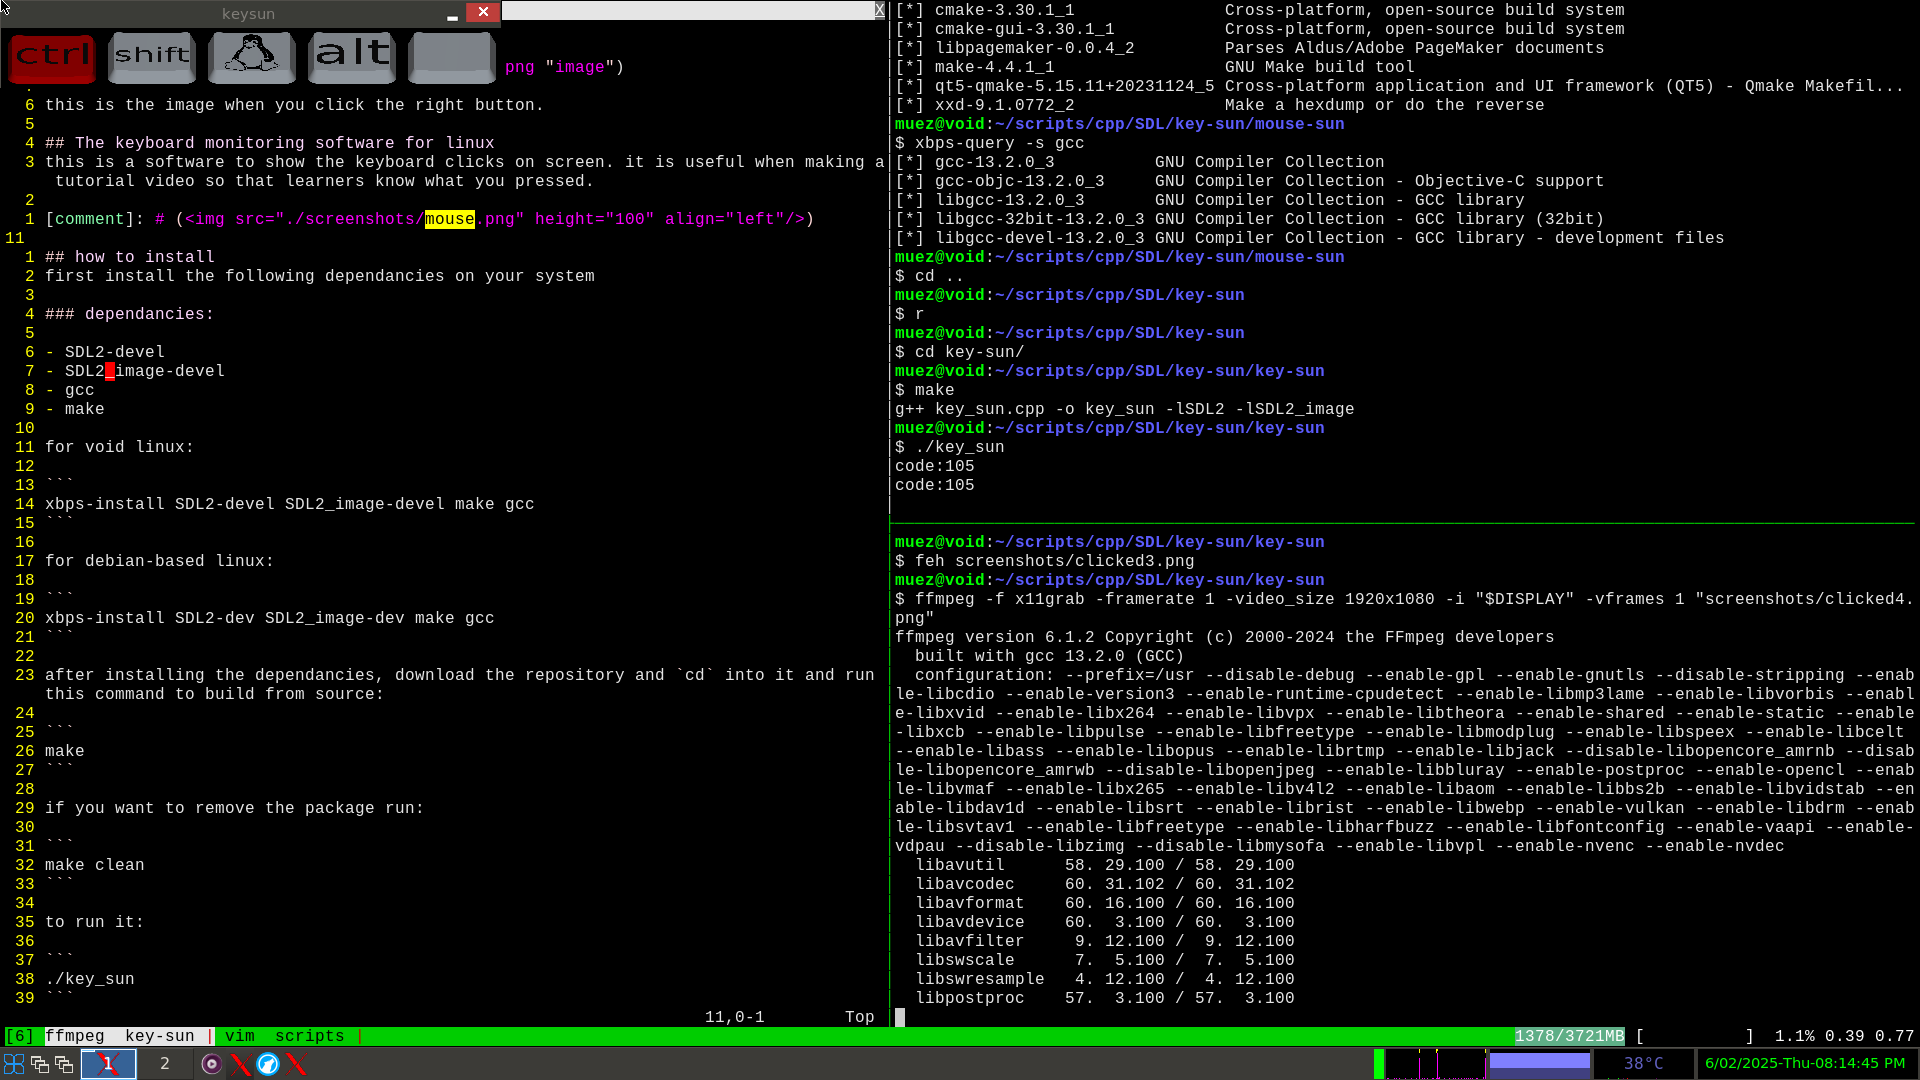 keysun
X
ctrl shift alt
png "image")
6 this is the image when you click the right button.
5
4 ## The keyboard monitoring software for linux
3 this is a software to show the keyboard clicks on screen. it is useful when making a
tutorial video so that learners know what you pressed.
2
1 [comment]: # (<img src="./screenshots/mouse.png" height="100" align="left"/>)
11
1 ## how to install
2 first install the following dependancies on your system
3
4 ### dependancies:
5
6 - SDL2-devel
7 - SDL2_image-devel
8 - gcc
9 - make
10
11 for void linux:
12
13 ```
14 xbps-install SDL2-devel SDL2_image-devel make gcc
15 ```
16
17 for debian-based linux:
18
19 ```
20 xbps-install SDL2-dev SDL2_image-dev make gcc
21 ```
22
23 after installing the dependancies, download the repository and `cd` into it and run
this command to build from source:
24
25 ```
26 make
27 ```
28
29 if you want to remove the package run:
30
31 ```
32 make clean
33 ```
34
35 to run it:
36
37 ```
38 ./key_sun
39 ```
11,0-1 Top
[*] cmake-3.30.1_1 Cross-platform, open-source build system
[*] cmake-gui-3.30.1_1 Cross-platform, open-source build system
[*] libpagemaker-0.0.4_2 Parses Aldus/Adobe PageMaker documents
[*] make-4.4.1_1 GNU Make build tool
[*] qt5-qmake-5.15.11+20231124_5 Cross-platform application and UI framework (QT5) - Qmake Makefil...
[*] xxd-9.1.0772_2 Make a hexdump or do the reverse
muez@void:~/scripts/cpp/SDL/key-sun/mouse-sun
$ xbps-query -s gcc
[*] gcc-13.2.0_3 GNU Compiler Collection
[*] gcc-objc-13.2.0_3 GNU Compiler Collection - Objective-C support
[*] libgcc-13.2.0_3 GNU Compiler Collection - GCC library
[*] libgcc-32bit-13.2.0_3 GNU Compiler Collection - GCC library (32bit)
[*] libgcc-devel-13.2.0_3 GNU Compiler Collection - GCC library - development files
muez@void:~/scripts/cpp/SDL/key-sun/mouse-sun
$ cd ..
muez@void:~/scripts/cpp/SDL/key-sun
$ r
muez@void:~/scripts/cpp/SDL/key-sun
$ cd key-sun/
muez@void:~/scripts/cpp/SDL/key-sun/key-sun
$ make
g++ key_sun.cpp -o key_sun -lSDL2 -lSDL2_image
muez@void:~/scripts/cpp/SDL/key-sun/key-sun
$ ./key_sun
code:105
code:105
muez@void:~/scripts/cpp/SDL/key-sun/key-sun
$ feh screenshots/clicked3.png
muez@void:~/scripts/cpp/SDL/key-sun/key-sun
$ ffmpeg -f x11grab -framerate 1 -video_size 1920x1080 -i "$DISPLAY" -vframes 1 "screenshots/clicked4.
png"
ffmpeg version 6.1.2 Copyright (c) 2000-2024 the FFmpeg developers
built with gcc 13.2.0 (GCC)
configuration: --prefix=/usr --disable-debug --enable-gpl --enable-gnutls --disable-stripping --enab
le-libcdio --enable-version3 --enable-runtime-cpudetect --enable-libmp3lame --enable-libvorbis --enabl
e-libxvid --enable-libx264 --enable-libvpx --enable-libtheora --enable-shared --enable-static --enable
-libxcb --enable-libpulse --enable-libfreetype --enable-libmodplug --enable-libspeex --enable-libcelt
--enable-libass --enable-libopus --enable-librtmp --enable-libjack --disable-libopencore_amrnb --disab
le-libopencore_amrwb --disable-libopenjpeg --enable-libbluray --enable-postproc --enable-opencl --enab
le-libvmaf --enable-libx265 --enable-libv4l2 --enable-libaom --enable-libbs2b --enable-libvidstab --en
able-libdav1d --enable-libsrt --enable-librist --enable-libwebp --enable-vulkan --enable-libdrm --enab
le-libsvtav1 --enable-libfreetype --enable-libharfbuzz --enable-libfontconfig --enable-vaapi --enable-
vdpau --disable-libzimg --disable-libmysofa --enable-libvpl --enable-nvenc --enable-nvdec
libavutil 58. 29.100 / 58. 29.100
libavcodec 60. 31.102 / 60. 31.102
libavformat 60. 16.100 / 60. 16.100
libavdevice 60. 3.100 / 60. 3.100
libavfilter 9. 12.100 / 9. 12.100
libswscale 7. 5.100 / 7. 5.100
libswresample 4. 12.100 / 4. 12.100
libpostproc 57. 3.100 / 57. 3.100
[6] ffmpeg key-sun | vim scripts | 1378/3721MB [ ] 1.1% 0.39 0.77
1 2 38°C 6/02/2025-Thu-08:14:45 PM